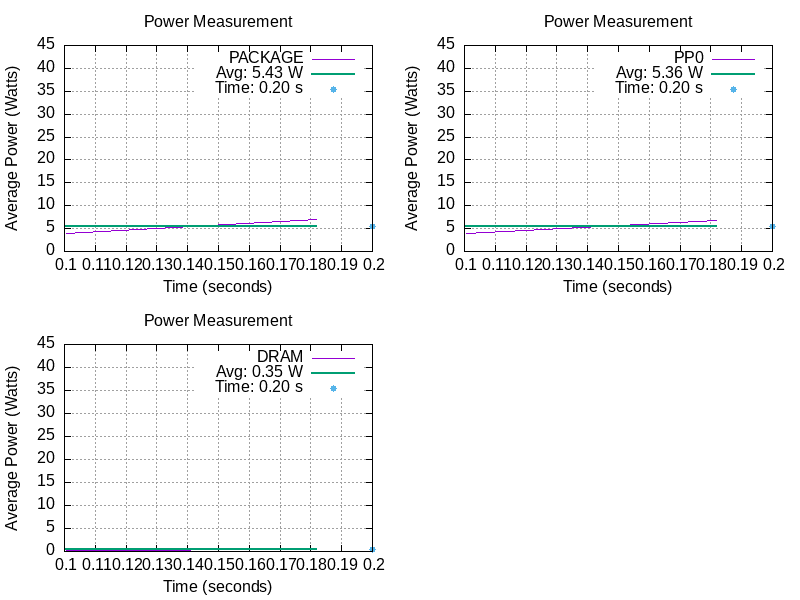 Power Measurement
45
40
35
30
25
20
15
10
5
0
Average Power (Watts)
PACKAGE
Avg: 5.43 W
Time: 0.20 s
0.1 0.11 0.12 0.13 0.14 0.15 0.16 0.17 0.18 0.19 0.2
Time (seconds)
Power Measurement
45
40
35
30
25
20
15
10
5
0
Average Power (Watts)
PP0
Avg: 5.36 W
Time: 0.20 s
0.1 0.11 0.12 0.13 0.14 0.15 0.16 0.17 0.18 0.19 0.2
Time (seconds)
Power Measurement
45
40
35
30
25
20
15
10
5
0
Average Power (Watts)
DRAM
Avg: 0.35 W
Time: 0.20 s
0.1 0.11 0.12 0.13 0.14 0.15 0.16 0.17 0.18 0.19 0.2
Time (seconds)